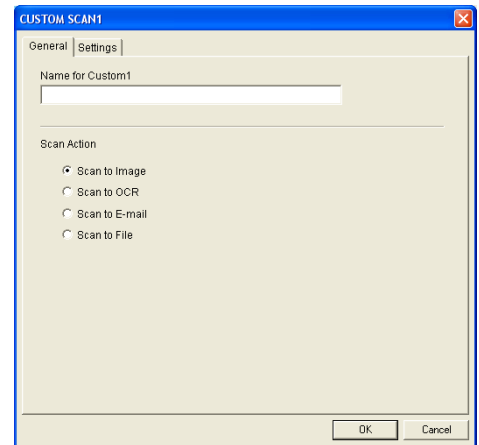 CUSTOM SCAN1
General Settings
Name for Custom1
Scan Action
Scan to Image
Scan to OCR
Scan to E-mail
Scan to File
OK Cancel